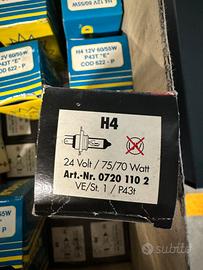 H4 12V 60/55W
P43T "E"
COD 622 - P
H4
24 Volt / 75/70 Watt
Art.-Nr. 0720 110 2
VE/St. 1 / P43t
subito